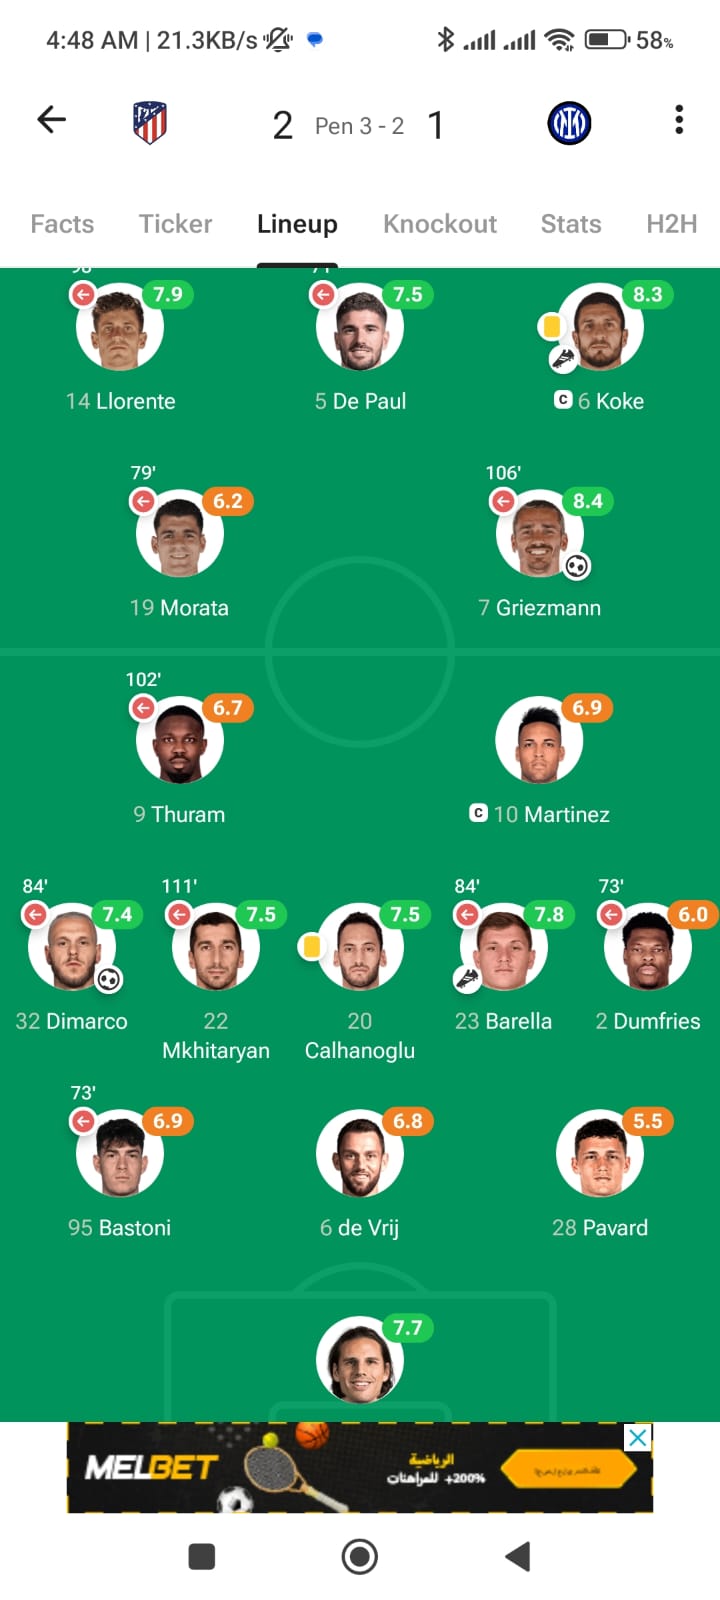 4:48 AM | 21.3KB/s
58%
2 Pen 3 - 2 1
Facts Ticker Lineup Knockout Stats H2H
7.9 7.5 8.3
14 Llorente 5 De Paul C 6 Koke
79' 106'
6.2 8.4
19 Morata 7 Griezmann
102'
6.7 6.9
9 Thuram C 10 Martinez
84' 111' 84' 73'
7.4 7.5 7.5 7.8 6.0
32 Dimarco 22 20 23 Barella 2 Dumfries
Mkhitaryan Calhanoglu
73'
6.9 6.8 5.5
95 Bastoni 6 de Vrij 28 Pavard
7.7
MELBET
الرياضية
للمراهنات +200%